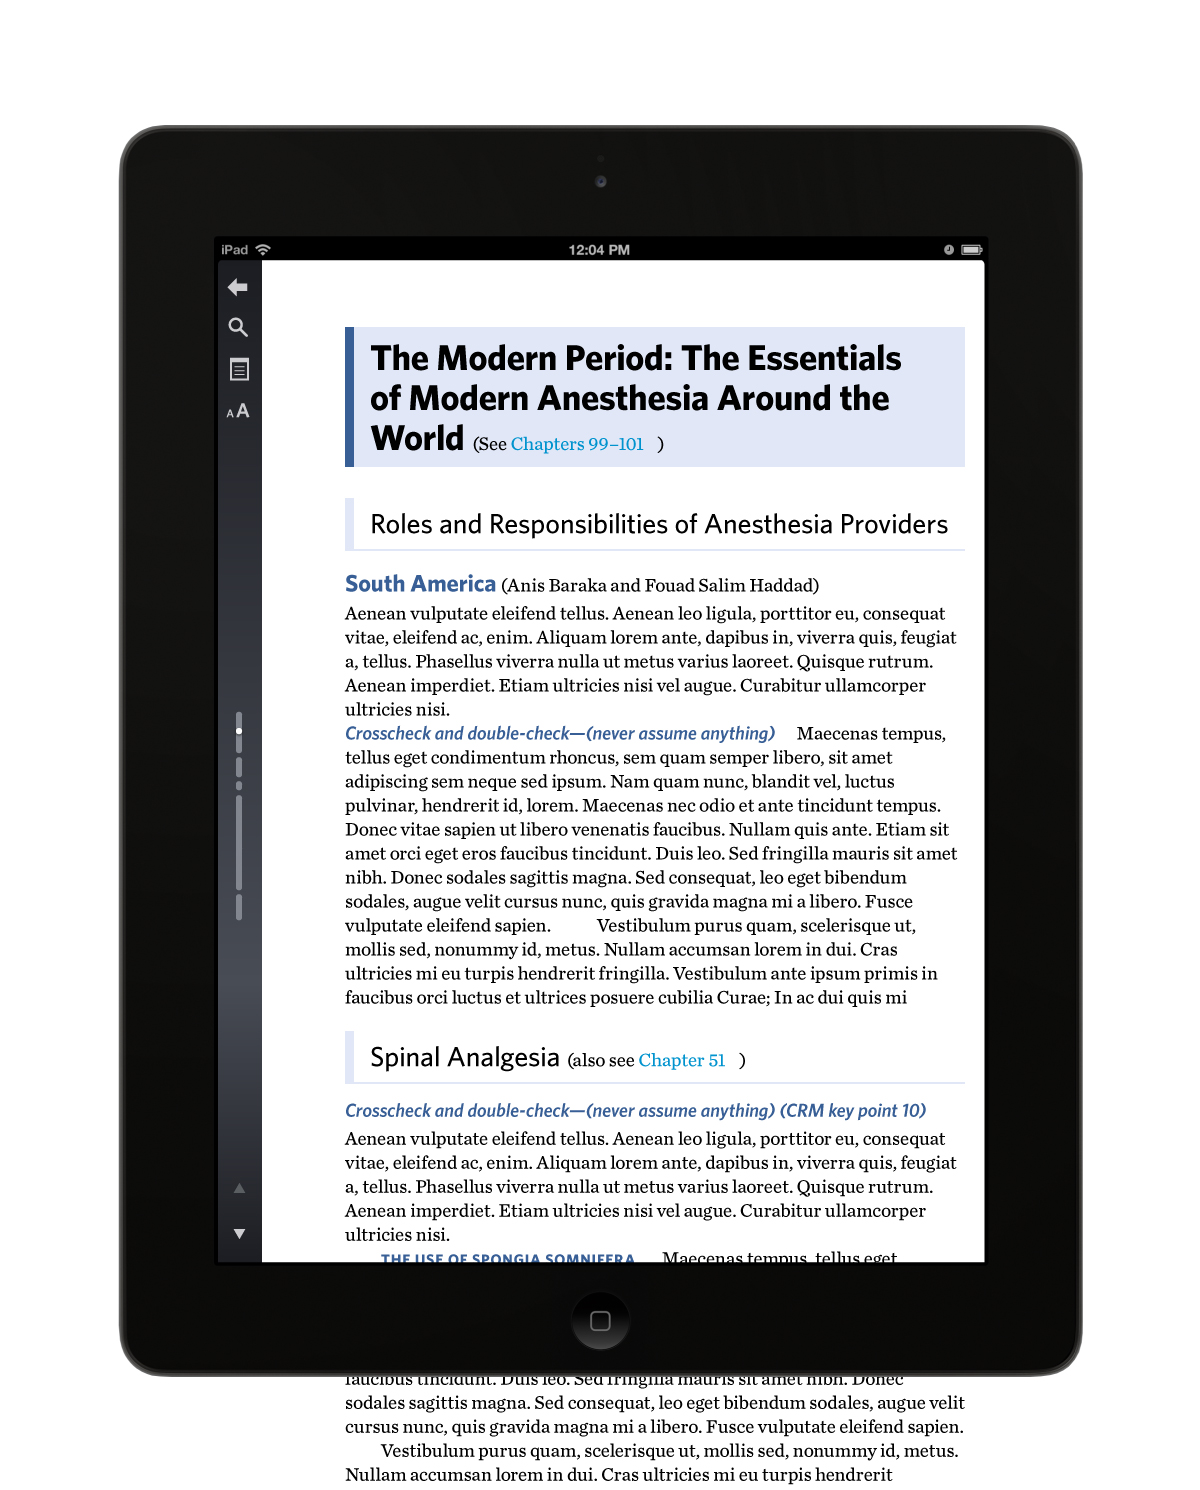 iPad 12:04 PM
AA
The Modern Period: The Essentials
of Modern Anesthesia Around the
World (See Chapters 99–101 )
Roles and Responsibilities of Anesthesia Providers
South America (Anis Baraka and Fouad Salim Haddad)
Aenean vulputate eleifend tellus. Aenean leo ligula, porttitor eu, consequat
vitae, eleifend ac, enim. Aliquam lorem ante, dapibus in, viverra quis, feugiat
a, tellus. Phasellus viverra nulla ut metus varius laoreet. Quisque rutrum.
Aenean imperdiet. Etiam ultricies nisi vel augue. Curabitur ullamcorper
ultricies nisi.
Crosscheck and double-check—(never assume anything) Maecenas tempus,
tellus eget condimentum rhoncus, sem quam semper libero, sit amet
adipiscing sem neque sed ipsum. Nam quam nunc, blandit vel, luctus
pulvinar, hendrerit id, lorem. Maecenas nec odio et ante tincidunt tempus.
Donec vitae sapien ut libero venenatis faucibus. Nullam quis ante. Etiam sit
amet orci eget eros faucibus tincidunt. Duis leo. Sed fringilla mauris sit amet
nibh. Donec sodales sagittis magna. Sed consequat, leo eget bibendum
sodales, augue velit cursus nunc, quis gravida magna mi a libero. Fusce
vulputate eleifend sapien. Vestibulum purus quam, scelerisque ut,
mollis sed, nonummy id, metus. Nullam accumsan lorem in dui. Cras
ultricies mi eu turpis hendrerit fringilla. Vestibulum ante ipsum primis in
faucibus orci luctus et ultrices posuere cubilia Curae; In ac dui quis mi
Spinal Analgesia (also see Chapter 51 )
Crosscheck and double-check—(never assume anything) (CRM key point 10)
Aenean vulputate eleifend tellus. Aenean leo ligula, porttitor eu, consequat
vitae, eleifend ac, enim. Aliquam lorem ante, dapibus in, viverra quis, feugiat
a, tellus. Phasellus viverra nulla ut metus varius laoreet. Quisque rutrum.
Aenean imperdiet. Etiam ultricies nisi vel augue. Curabitur ullamcorper
ultricies nisi.
THE USE OF SPONGIA SOMNIFERA Maecenas tempus, tellus eget
faucibus tincidunt. Duis leo. Sed fringilla mauris sit amet nibh. Donec
sodales sagittis magna. Sed consequat, leo eget bibendum sodales, augue velit
cursus nunc, quis gravida magna mi a libero. Fusce vulputate eleifend sapien.
Vestibulum purus quam, scelerisque ut, mollis sed, nonummy id, metus.
Nullam accumsan lorem in dui. Cras ultricies mi eu turpis hendrerit